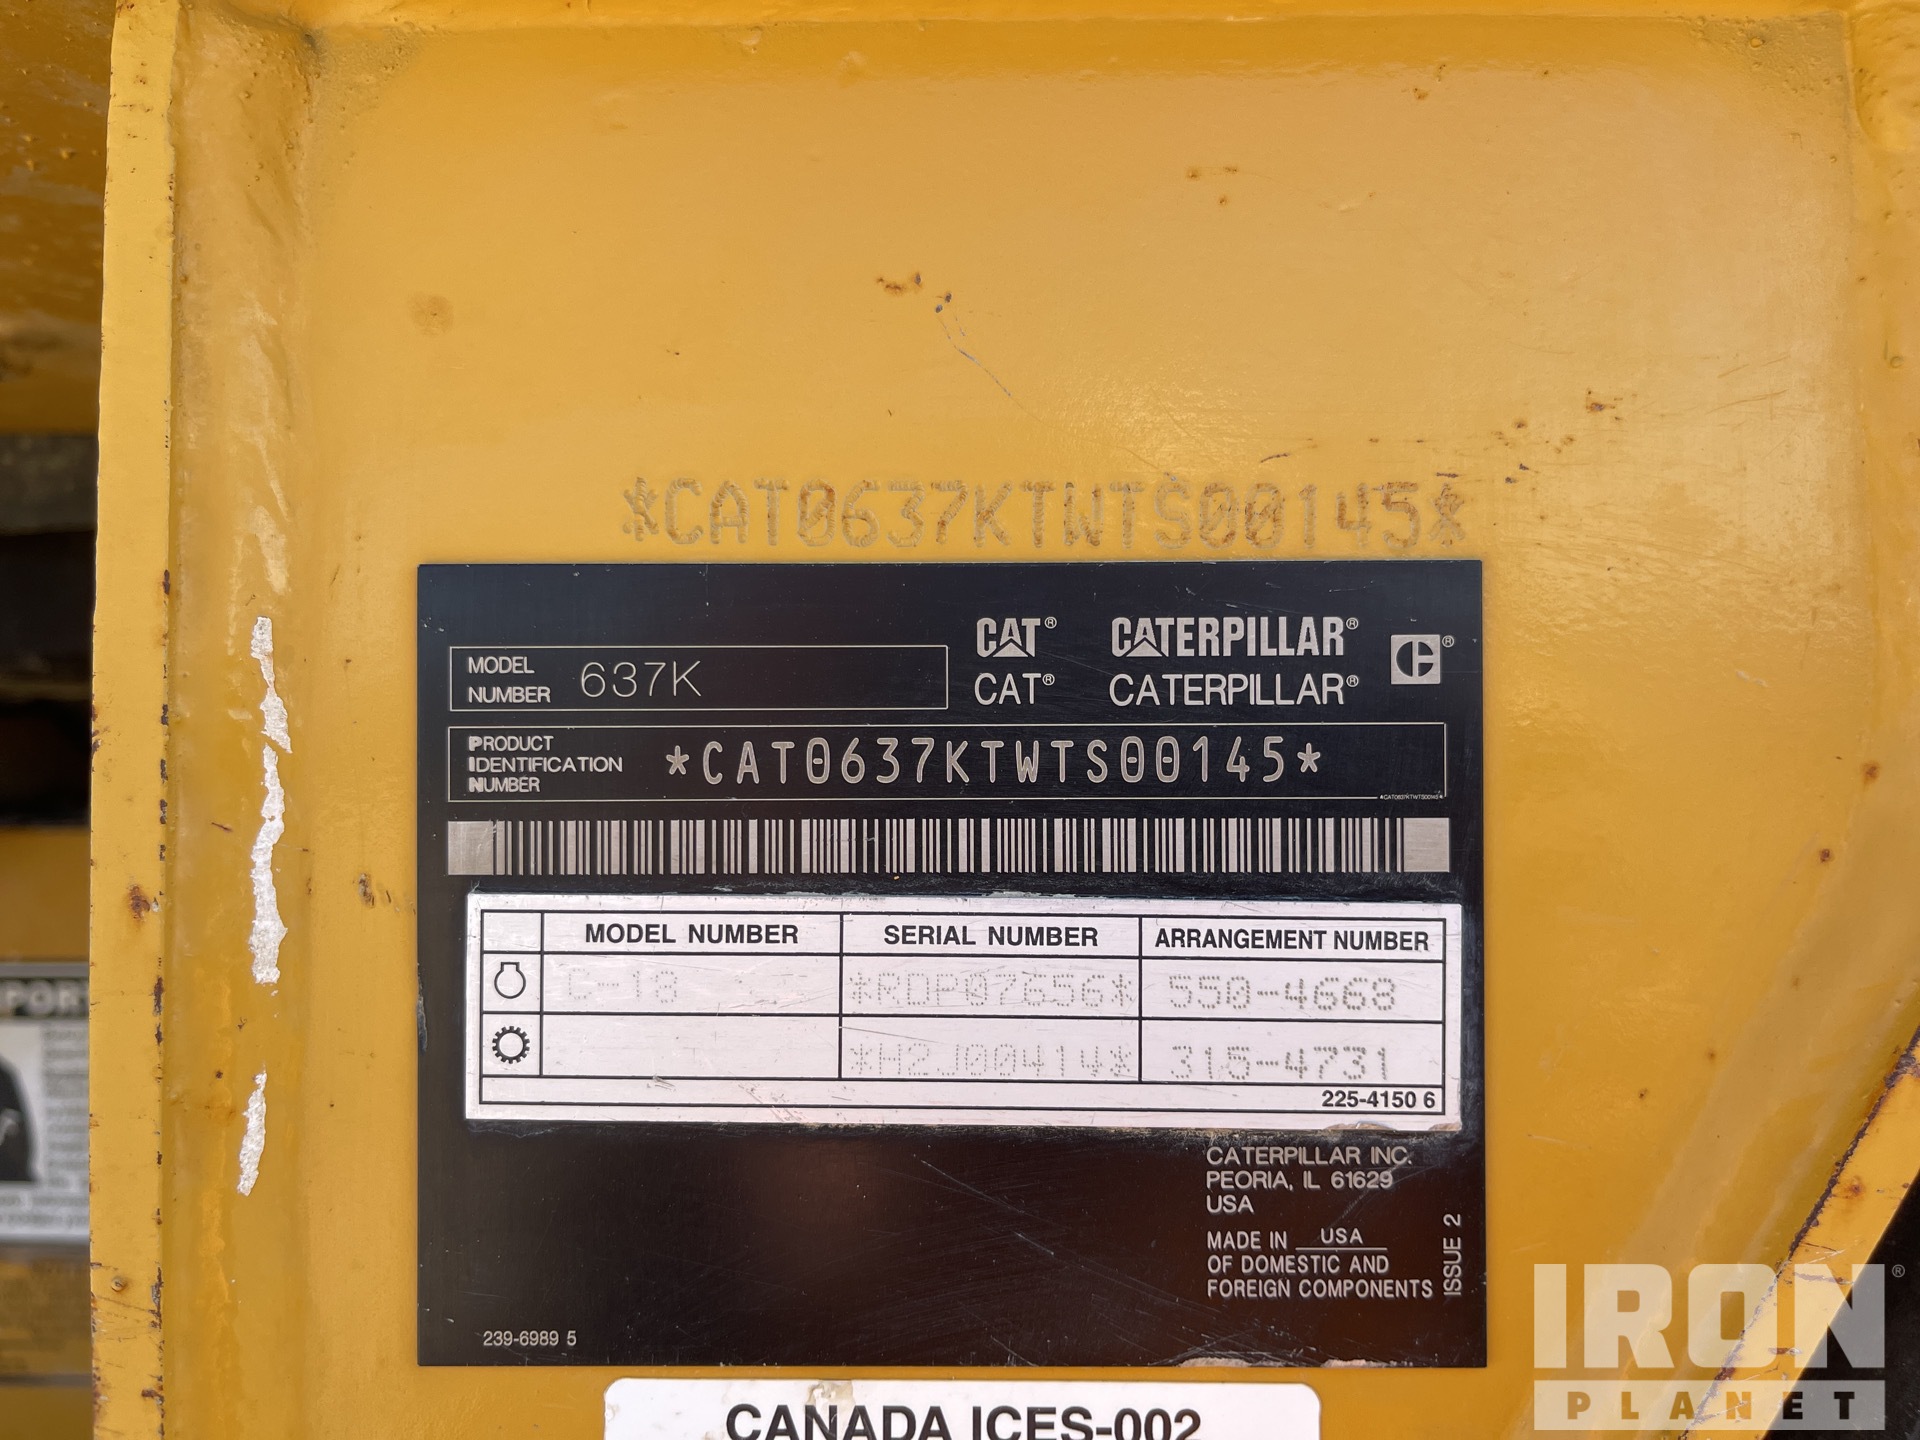 *CAT0637KTWTS00145*
CAT® CATERPILLAR® ®
MODEL
NUMBER 637K
CAT® CATERPILLAR®
PRODUCT
IDENTIFICATION
NUMBER
*CAT0637KTWTS00145*
MODEL NUMBER SERIAL NUMBER ARRANGEMENT NUMBER
C-18 *RDP07656* 550-4668
*H2J00414* 315-4731
225-4150 6
CATERPILLAR INC.
PEORIA, IL 61629
USA
MADE IN USA
OF DOMESTIC AND
FOREIGN COMPONENTS
ISSUE 2
239-6989 5
CANADA ICES-002
POR
IRON®
PLANET